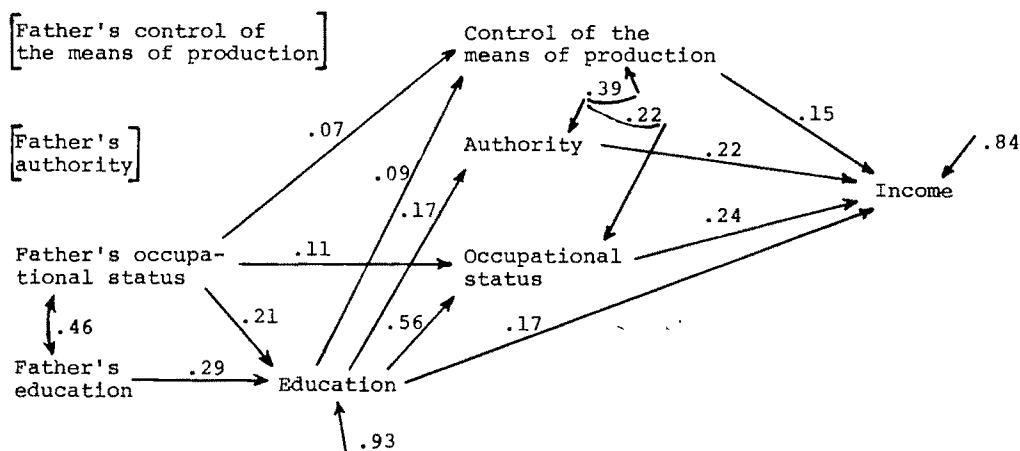 [Father's control of
the means of production]
Control of the
means of production
.39
.22
.07
.15
[Father's
authority]
Authority
.22
.84
.09
.17
Income
.24
Father's occupa-
tional status
.11
Occupational
status
.21
.56
.17
.46
Father's
education
.29
Education
.93